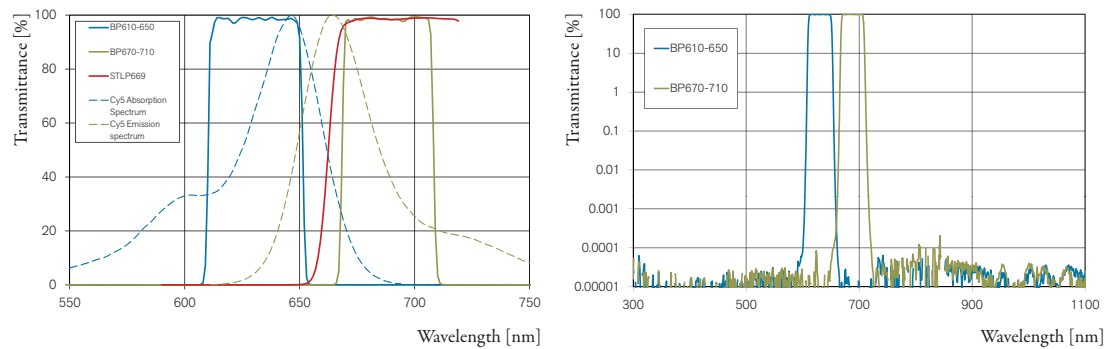 Transmittance [%]
100
80
60
40
20
0
BP610-650
BP670-710
STLP669
Cy5 Absorption
Spectrum
Cy5 Emission
spectrum
550
600
650
700
750
Wavelength [nm]
Transmittance [%]
100
10
1
0.1
0.01
0.001
0.0001
0.00001
BP610-650
BP670-710
300
500
700
900
1100
Wavelength [nm]